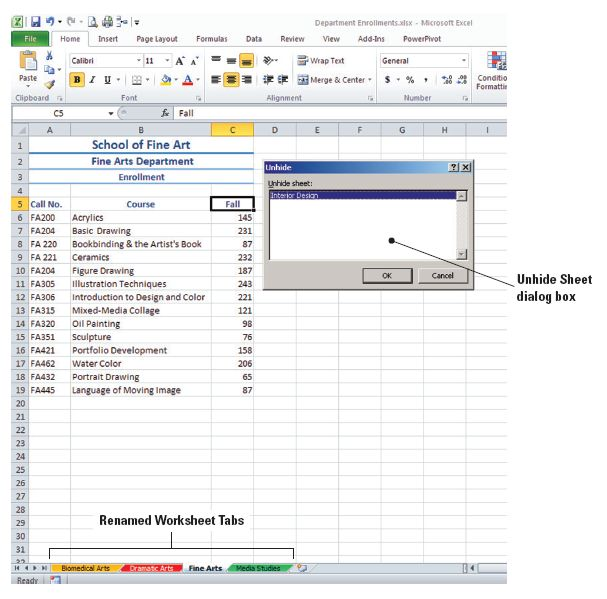 Department Enrollments.xlsx - Microsoft Excel
File Home Insert Page Layout Formulas Data Review View Add-Ins PowerPivot
Calibri 11 Wrap Text General
Paste B I U Merge & Center $ % , Conditio
Formattin
Clipboard Font Alignment Number
C5 fx Fall
A B C D E F G H I
1 School of Fine Art
2 Fine Arts Department
3 Enrollment
4
5 Call No. Course Fall
6 FA200 Acrylics 145
7 FA204 Basic Drawing 231
8 FA 220 Bookbinding & the Artist's Book 87
9 FA 221 Ceramics 232
10 FA204 Figure Drawing 187
11 FA305 Illustration Techniques 243
12 FA306 Introduction to Design and Color 221
13 FA315 Mixed-Media Collage 121
14 FA320 Oil Painting 98
15 FA351 Sculpture 76
16 FA421 Portfolio Development 158
17 FA462 Water Color 206
18 FA432 Portrait Drawing 65
19 FA445 Language of Moving Image 87
20
21
22
23
24
25
26
27
28
29
30
31
32
Unhide
Unhide sheet:
Interior Design
OK Cancel
Unhide Sheet
dialog box
Renamed Worksheet Tabs
Biomedical Arts Dramatic Arts Fine Arts Media Studies
Ready